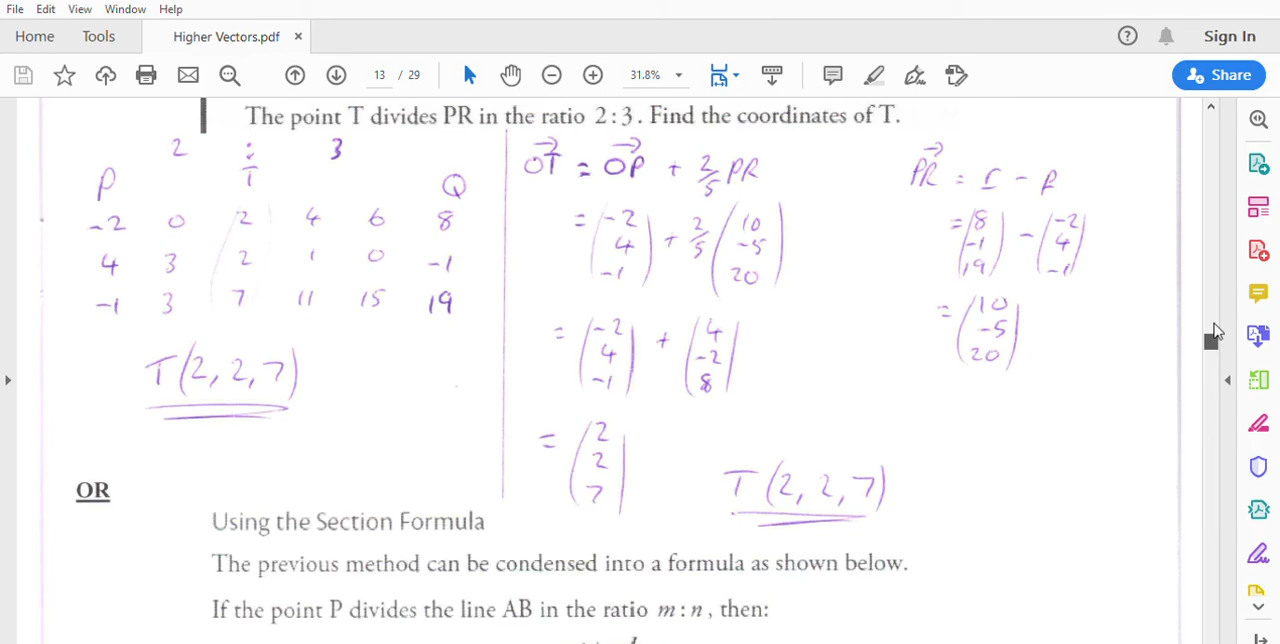 File Edit View Window Help
Home Tools Higher Vectors.pdf × Sign In
13 / 29 31.8% Share
The point T divides PR in the ratio 2:3. Find the coordinates of T.
2 : 3
P T Q
-2 0 2 4 6 8
4 3 2 1 0 -1
-1 3 7 11 15 19
T(2, 2, 7)
OT = OP + 2/5 PR
= (-2 4 -1) + 2/5 (10 -5 20)
= (-2 4 -1) + (4 -2 8)
= (2 2 7)
T(2, 2, 7)
PR = r - p
= (8 -1 19) - (-2 4 -1)
= (10 -5 20)
OR
Using the Section Formula
The previous method can be condensed into a formula as shown below.
If the point P divides the line AB in the ratio m:n, then: